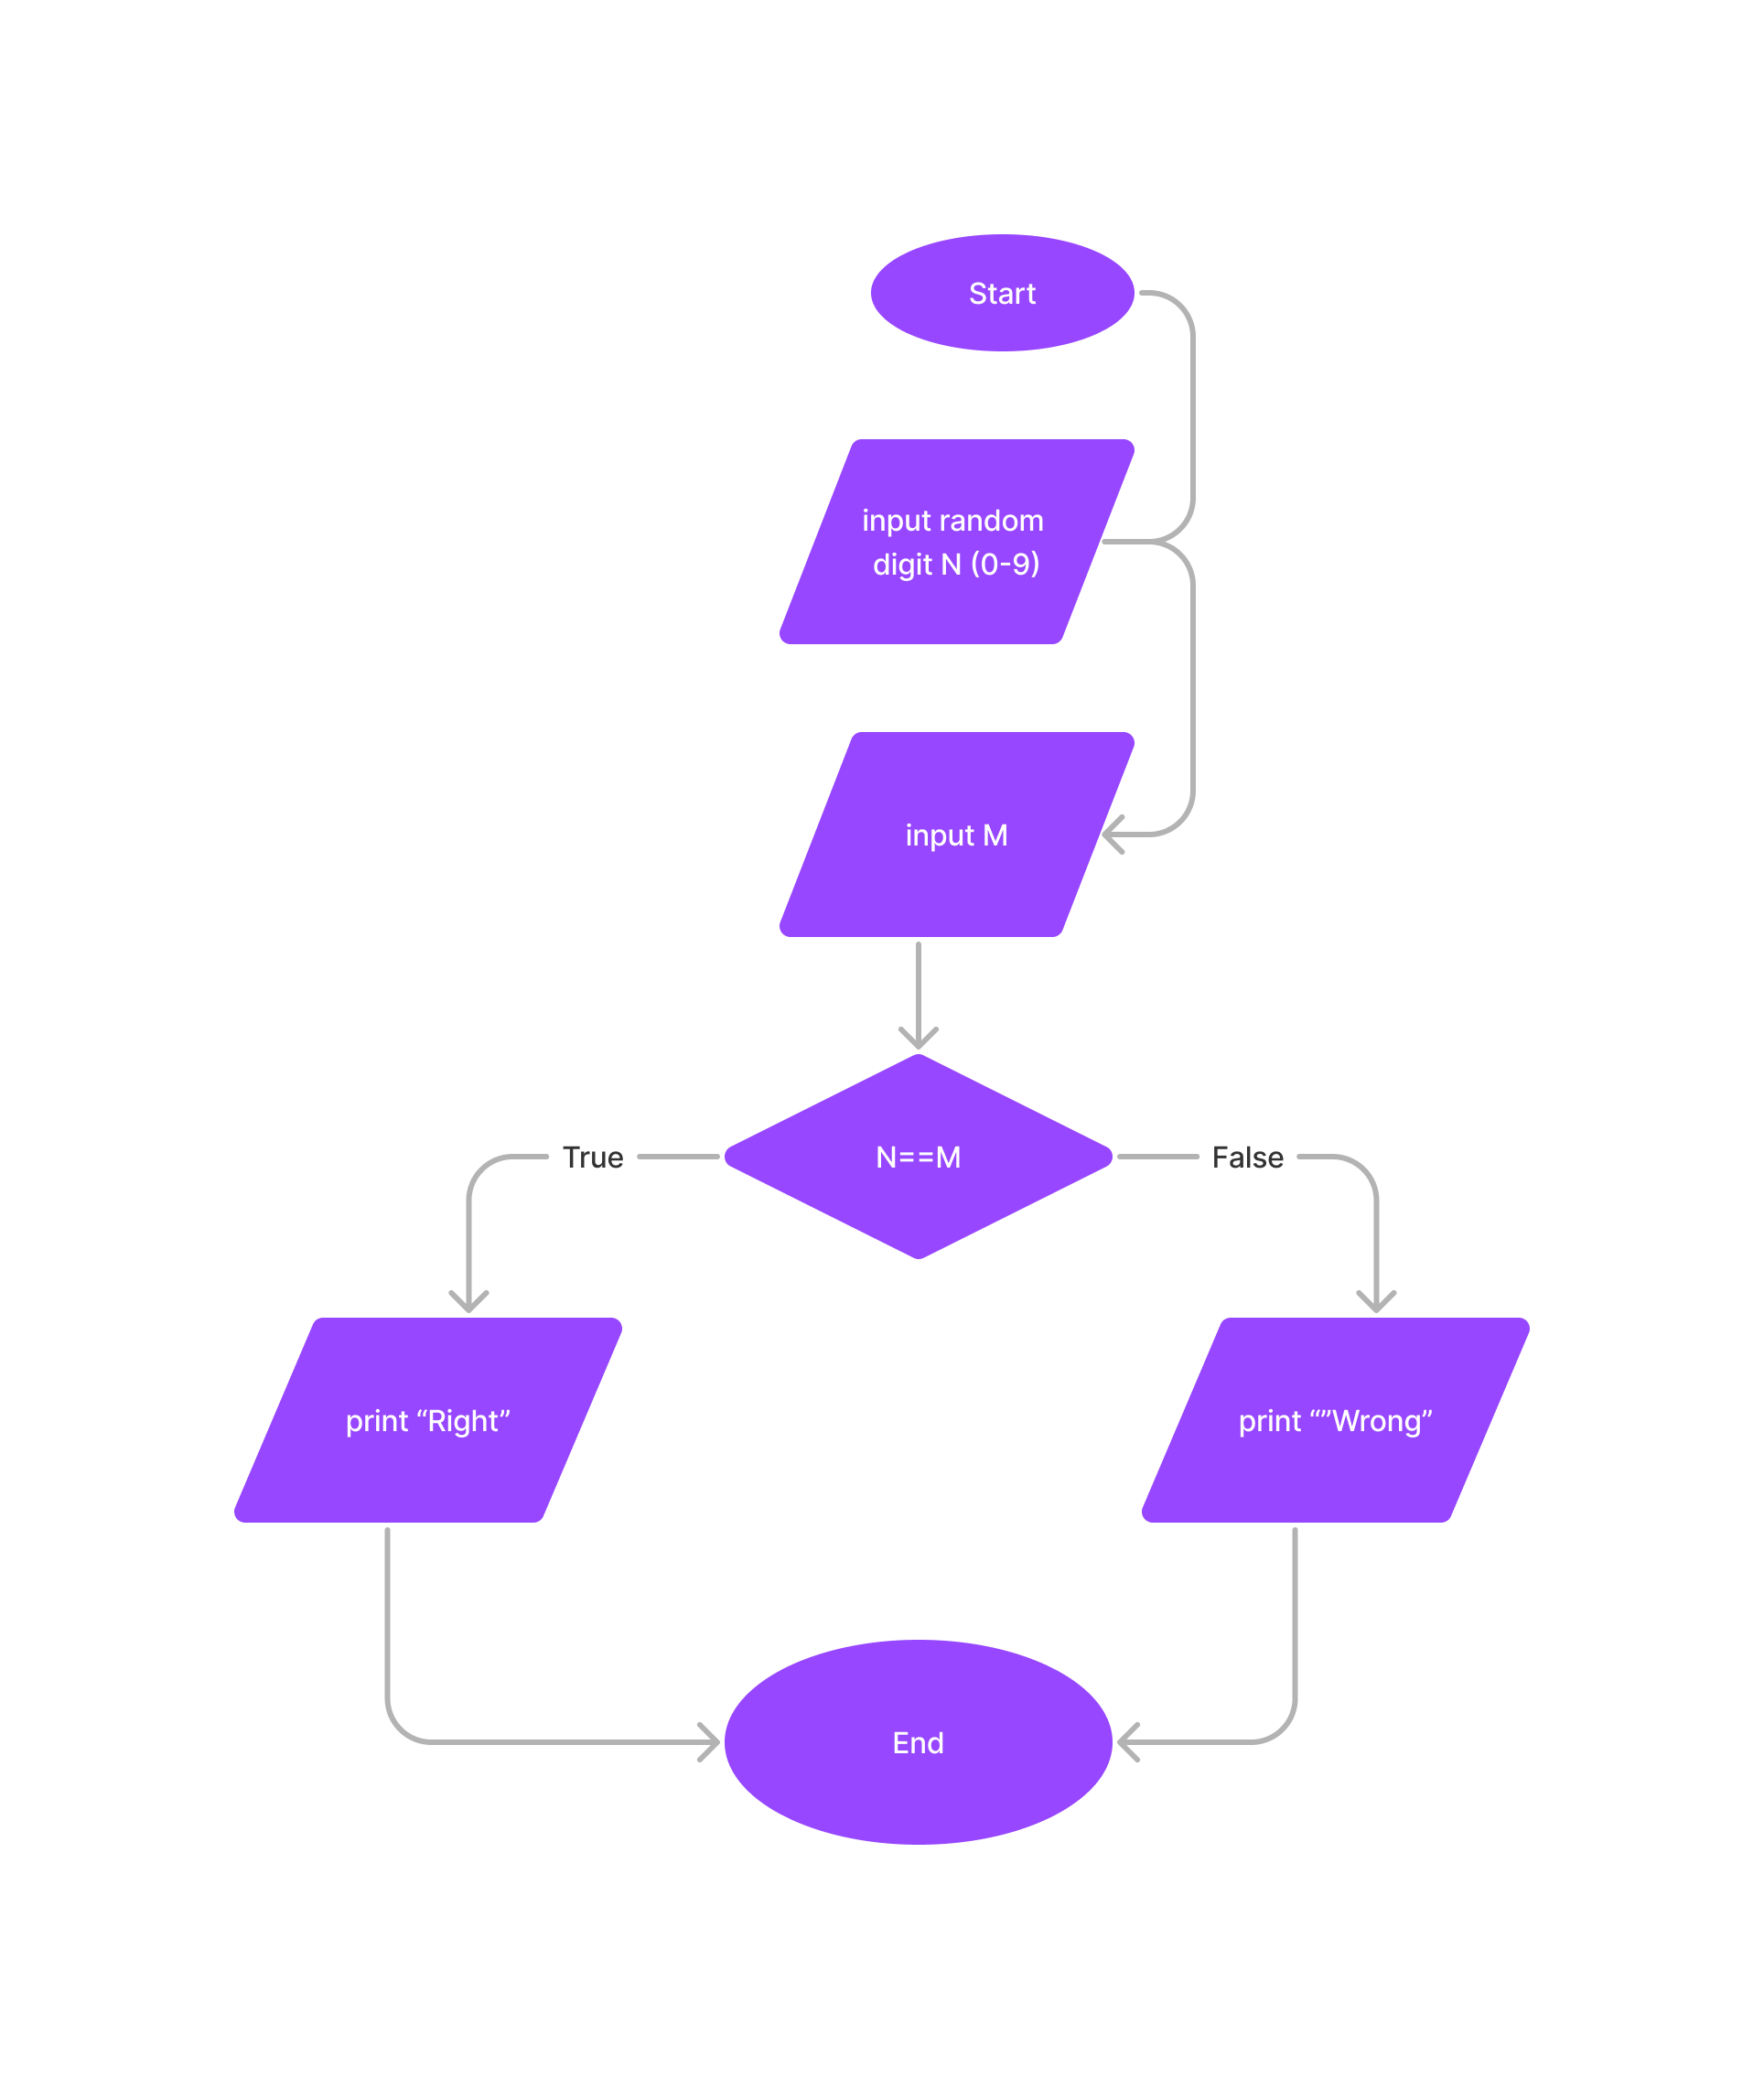 Start
input random
digit N (0-9)
input M
N==M
True
False
print “Right”
print “”Wrong”
End